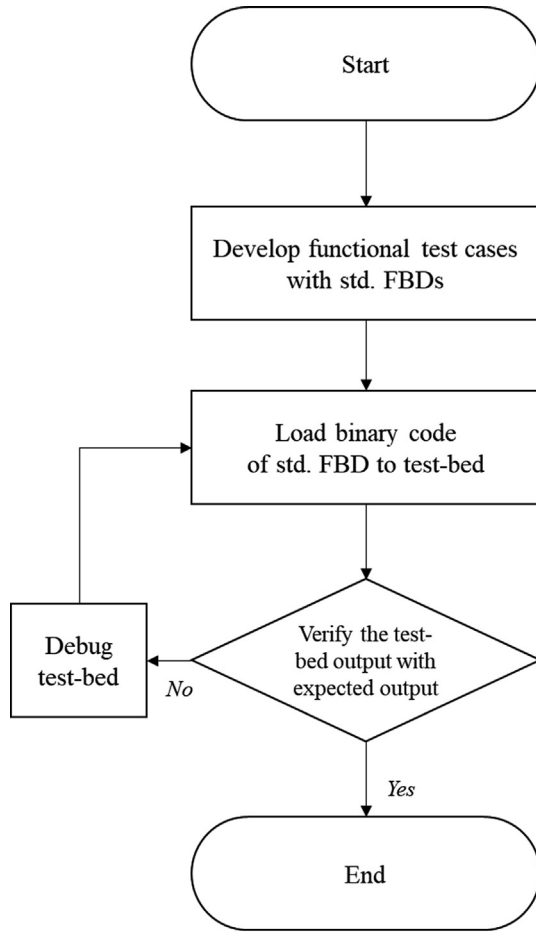 Start
Develop functional test cases
with std. FBDs
Load binary code
of std. FBD to test-bed
Verify the test-
bed output with
expected output
Debug
test-bed
No
Yes
End